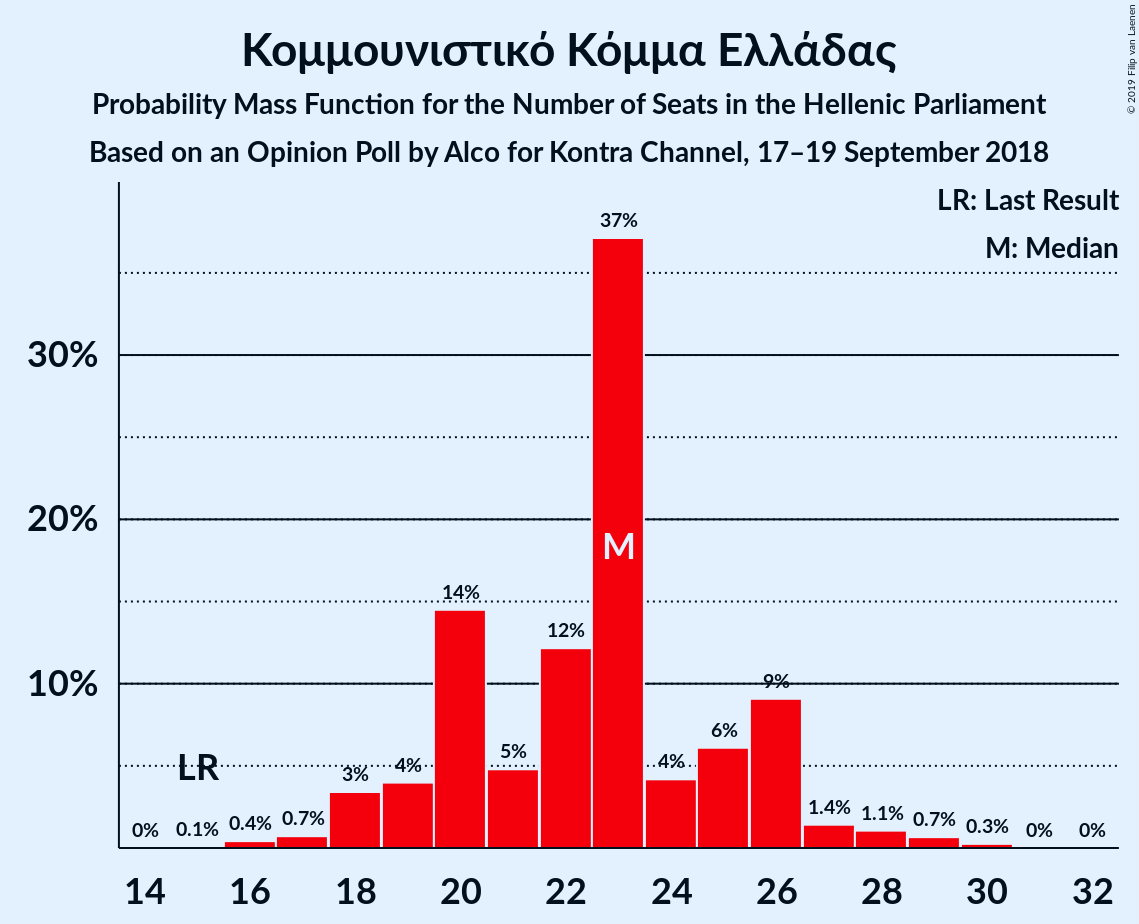 Κομμουνιστικό Κόμμα Ελλάδας
Probability Mass Function for the Number of Seats in the Hellenic Parliament
Based on an Opinion Poll by Alco for Kontra Channel, 17–19 September 2018
© 2019 Filip van Laenen
LR: Last Result
M: Median
37%
30%
20%
M
14%
12%
10%
9%
6%
5%
4%
4%
LR
3%
1.4%
1.1%
0.7%
0.7%
0.4%
0.3%
0.1%
0%
0%
0%
14 16 18 20 22 24 26 28 30 32